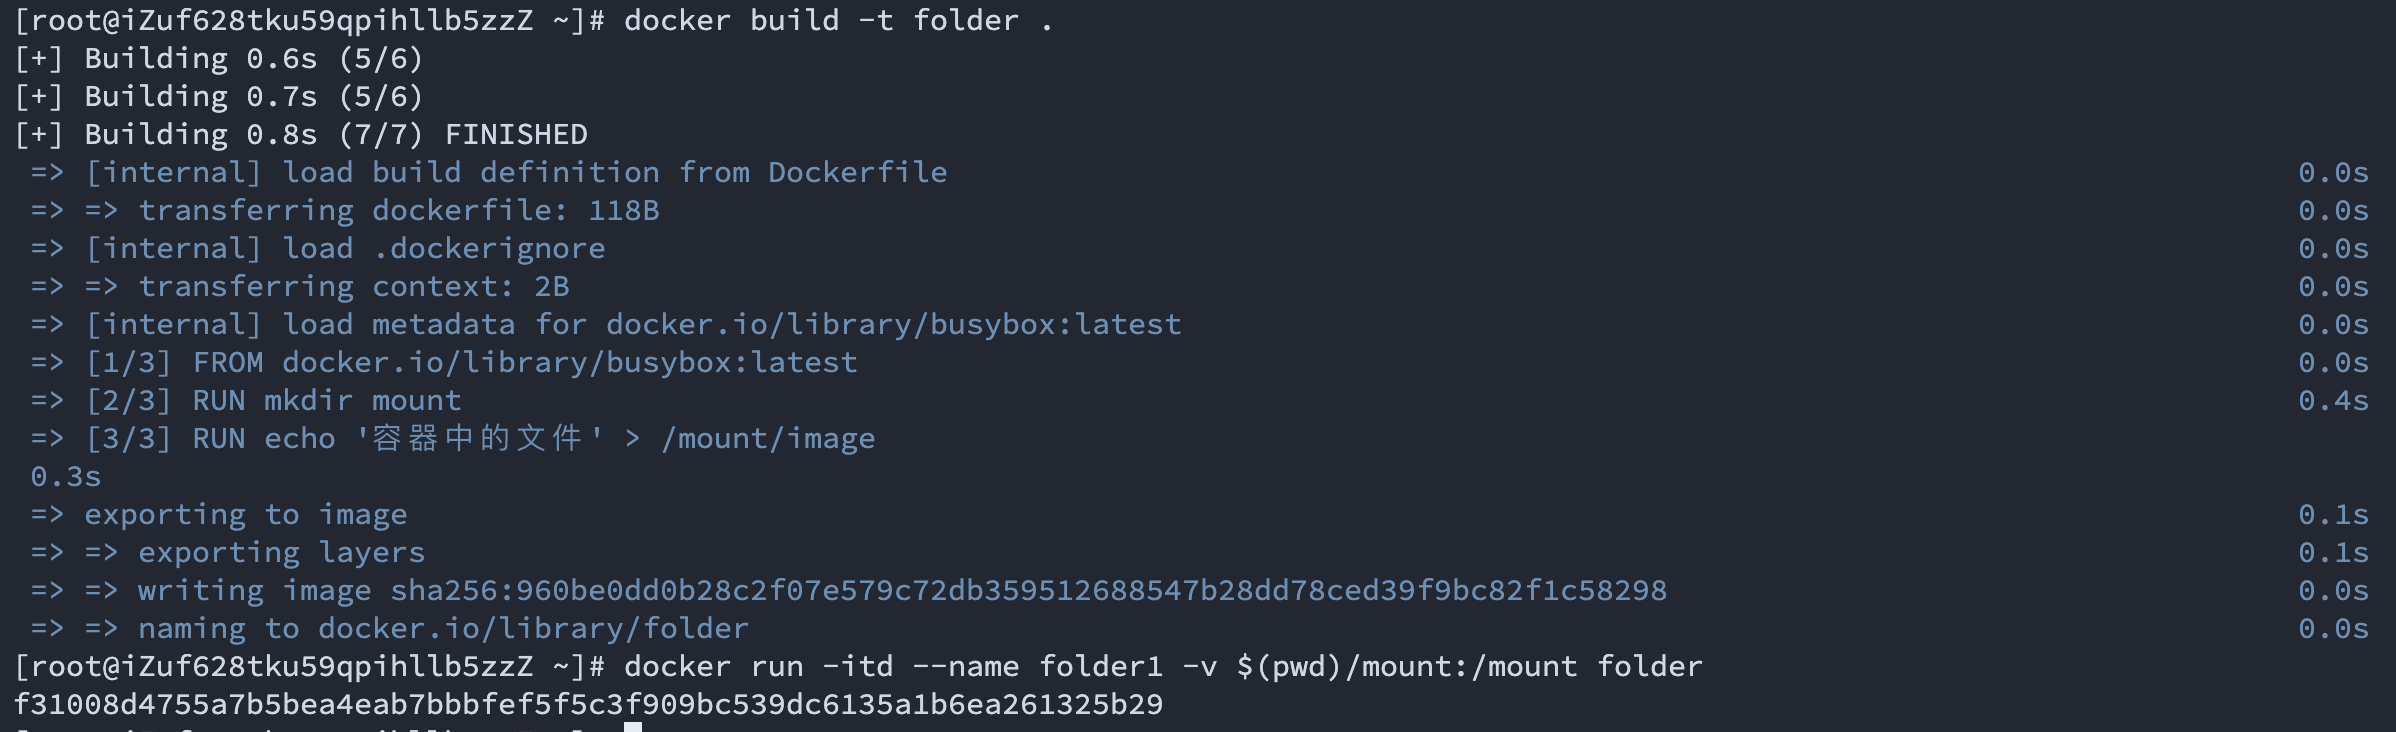 [root@iZuf628tku59qpihllb5zzZ ~]# docker build -t folder .
[+] Building 0.6s (5/6)
[+] Building 0.7s (5/6)
[+] Building 0.8s (7/7) FINISHED
=> [internal] load build definition from Dockerfile 0.0s
=> => transferring dockerfile: 118B 0.0s
=> [internal] load .dockerignore 0.0s
=> => transferring context: 2B 0.0s
=> [internal] load metadata for docker.io/library/busybox:latest 0.0s
=> [1/3] FROM docker.io/library/busybox:latest 0.0s
=> [2/3] RUN mkdir mount 0.4s
=> [3/3] RUN echo '容器中的文件' > /mount/image
0.3s
=> exporting to image 0.1s
=> => exporting layers 0.1s
=> => writing image sha256:960be0dd0b28c2f07e579c72db359512688547b28dd78ced39f9bc82f1c58298 0.0s
=> => naming to docker.io/library/folder 0.0s
[root@iZuf628tku59qpihllb5zzZ ~]# docker run -itd --name folder1 -v $(pwd)/mount:/mount folder
f31008d4755a7b5bea4eab7bbbfef5f5c3f909bc539dc6135a1b6ea261325b29